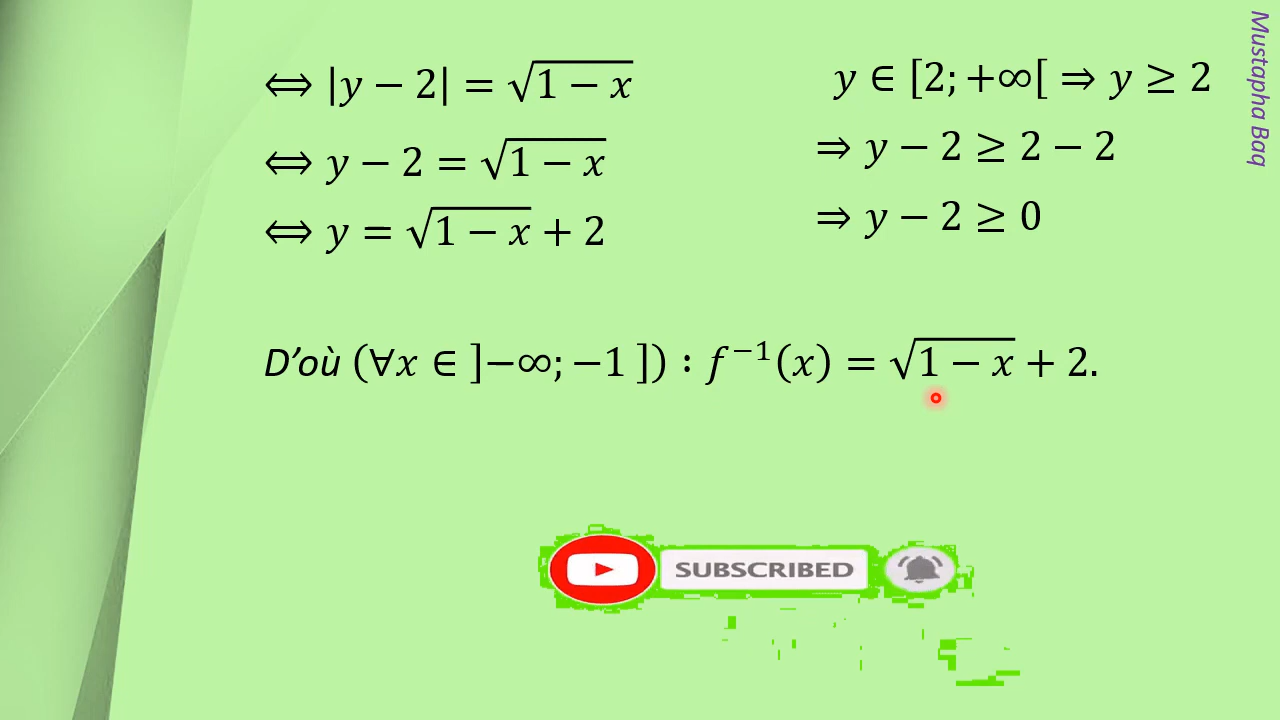 ⟺ |y − 2| = √(1 − x)
⟺ y − 2 = √(1 − x)
⟺ y = √(1 − x) + 2
y ∈ [2; +∞[ ⇒ y ≥ 2
⇒ y − 2 ≥ 2 − 2
⇒ y − 2 ≥ 0
D’où (∀x ∈ ]−∞; −1 ]) : f⁻¹(x) = √(1 − x) + 2.
SUBSCRIBED
Mustapha Baq